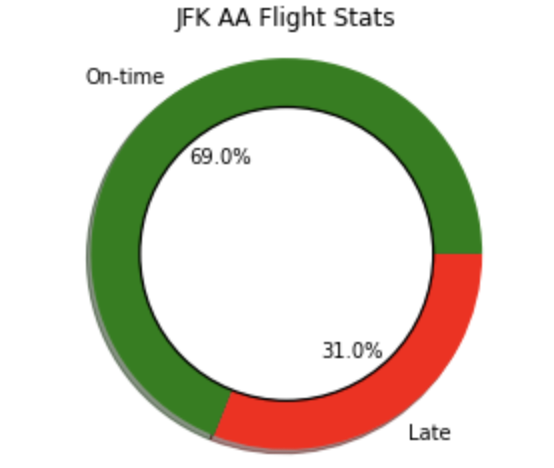 JFK AA Flight Stats
On-time
69.0%
31.0%
Late